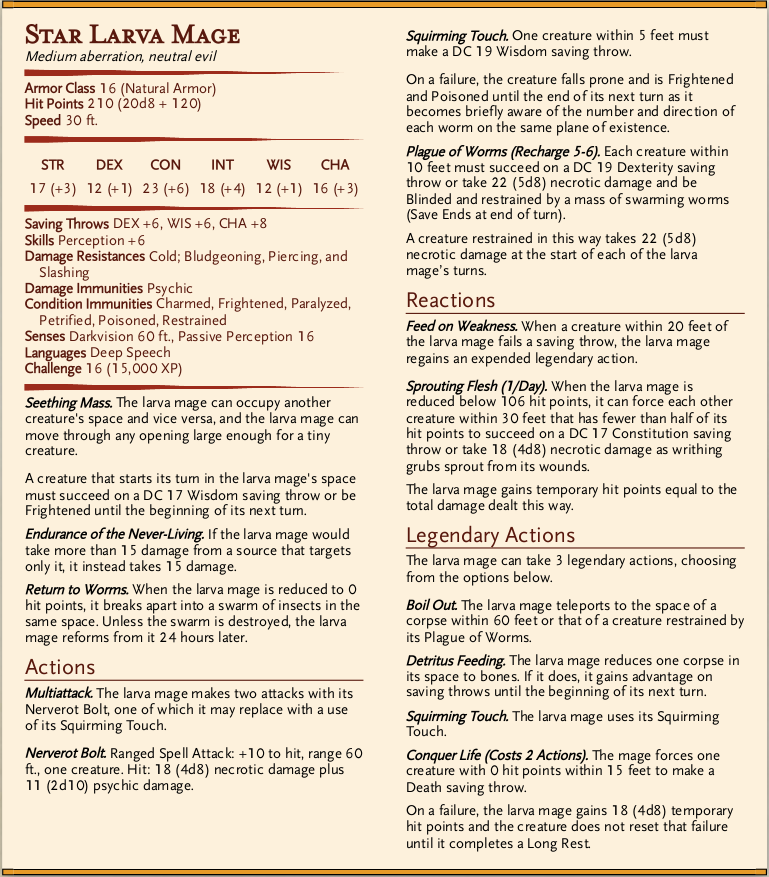 Star Larva Mage
Medium aberration, neutral evil
Armor Class 16 (Natural Armor)
Hit Points 210 (20d8 + 120)
Speed 30 ft.
STR DEX CON INT WIS CHA
17 (+3) 12 (+1) 23 (+6) 18 (+4) 12 (+1) 16 (+3)
Saving Throws DEX +6, WIS +6, CHA +8
Skills Perception +6
Damage Resistances Cold; Bludgeoning, Piercing, and
Slashing
Damage Immunities Psychic
Condition Immunities Charmed, Frightened, Paralyzed,
Petrified, Poisoned, Restrained
Senses Darkvision 60 ft., Passive Perception 16
Languages Deep Speech
Challenge 16 (15,000 XP)
Seething Mass. The larva mage can occupy another
creature's space and vice versa, and the larva mage can
move through any opening large enough for a tiny
creature.
A creature that starts its turn in the larva mage's space
must succeed on a DC 17 Wisdom saving throw or be
Frightened until the beginning of its next turn.
Endurance of the Never-Living. If the larva mage would
take more than 15 damage from a source that targets
only it, it instead takes 15 damage.
Return to Worms. When the larva mage is reduced to 0
hit points, it breaks apart into a swarm of insects in the
same space. Unless the swarm is destroyed, the larva
mage reforms from it 24 hours later.
Actions
Multiattack. The larva mage makes two attacks with its
Nerverot Bolt, one of which it may replace with a use
of its Squirming Touch.
Nerverot Bolt. Ranged Spell Attack: +10 to hit, range 60
ft., one creature. Hit: 18 (4d8) necrotic damage plus
11 (2d10) psychic damage.
Squirming Touch. One creature within 5 feet must
make a DC 19 Wisdom saving throw.
On a failure, the creature falls prone and is Frightened
and Poisoned until the end of its next turn as it
becomes briefly aware of the number and direction of
each worm on the same plane of existence.
Plague of Worms (Recharge 5-6). Each creature within
10 feet must succeed on a DC 19 Dexterity saving
throw or take 22 (5d8) necrotic damage and be
Blinded and restrained by a mass of swarming worms
(Save Ends at end of turn).
A creature restrained in this way takes 22 (5d8)
necrotic damage at the start of each of the larva
mage's turns.
Reactions
Feed on Weakness. When a creature within 20 feet of
the larva mage fails a saving throw, the larva mage
regains an expended legendary action.
Sprouting Flesh (1/Day). When the larva mage is
reduced below 106 hit points, it can force each other
creature within 30 feet that has fewer than half of its
hit points to succeed on a DC 17 Constitution saving
throw or take 18 (4d8) necrotic damage as writhing
grubs sprout from its wounds.
The larva mage gains temporary hit points equal to the
total damage dealt this way.
Legendary Actions
The larva mage can take 3 legendary actions, choosing
from the options below.
Boil Out. The larva mage teleports to the space of a
corpse within 60 feet or that of a creature restrained by
its Plague of Worms.
Detritus Feeding. The larva mage reduces one corpse in
its space to bones. If it does, it gains advantage on
saving throws until the beginning of its next turn.
Squirming Touch. The larva mage uses its Squirming
Touch.
Conquer Life (Costs 2 Actions). The mage forces one
creature with 0 hit points within 15 feet to make a
Death saving throw.
On a failure, the larva mage gains 18 (4d8) temporary
hit points and the creature does not reset that failure
until it completes a Long Rest.